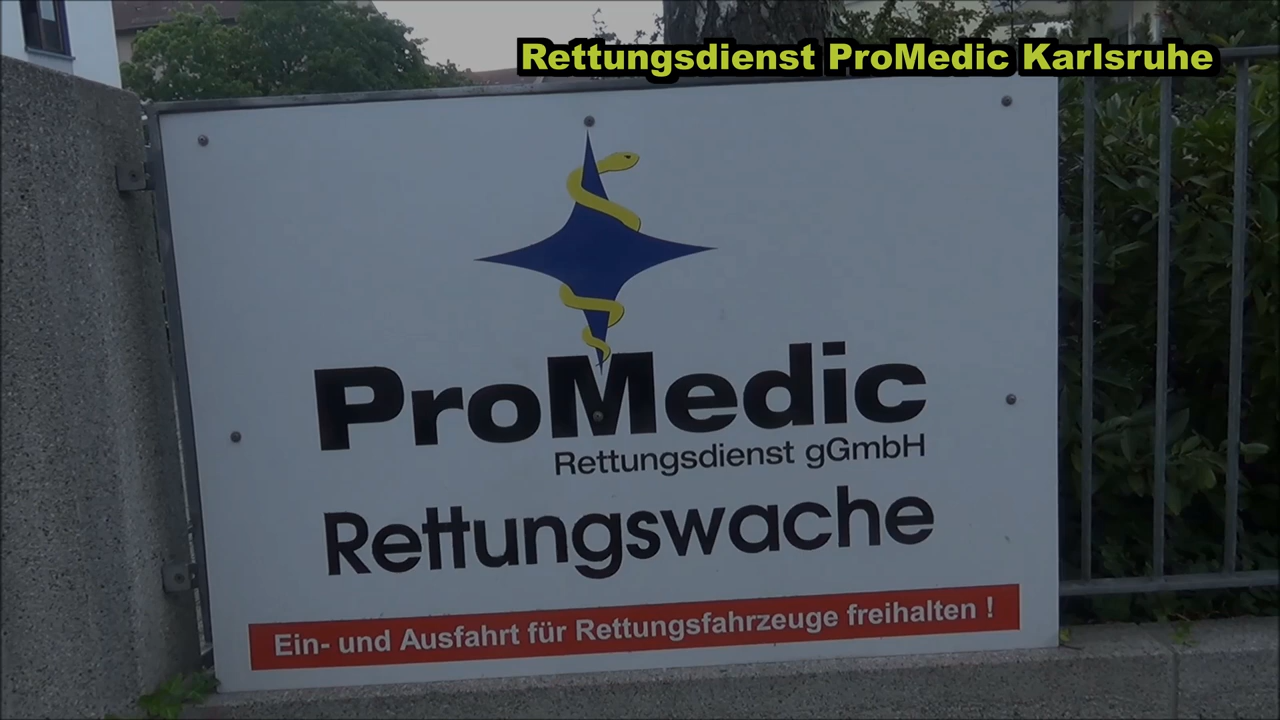 Rettungsdienst ProMedic Karlsruhe
ProMedic
Rettungsdienst gGmbH
Rettungswache
Ein- und Ausfahrt für Rettungsfahrzeuge freihalten !